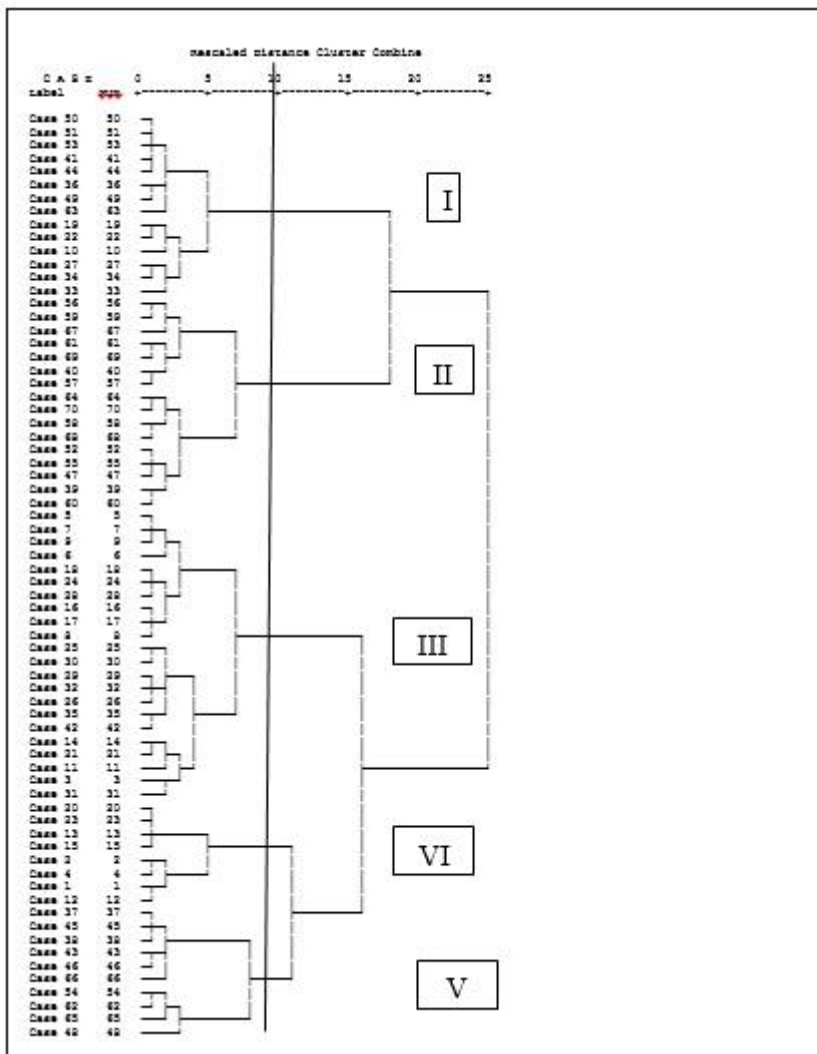 Rescaled Distance Cluster Combine
C A S E 0 5 10 15 20 25
Label Num +---------+---------+---------+---------+---------+
Case 50 50
Case 51 51
Case 53 53
Case 41 41
Case 44 44
Case 36 36
Case 49 49
I
Case 63 63
Case 19 19
Case 22 22
Case 10 10
Case 27 27
Case 34 34
Case 33 33
Case 56 56
Case 59 59
Case 67 67
Case 61 61
Case 69 69
Case 40 40
II
Case 57 57
Case 64 64
Case 70 70
Case 58 58
Case 68 68
Case 52 52
Case 55 55
Case 47 47
Case 39 39
Case 60 60
Case 5 5
Case 7 7
Case 9 9
Case 6 6
Case 18 18
Case 24 24
Case 28 28
Case 16 16
Case 17 17
Case 8 8
Case 25 25
III
Case 30 30
Case 29 29
Case 32 32
Case 26 26
Case 35 35
Case 42 42
Case 14 14
Case 21 21
Case 11 11
Case 3 3
Case 31 31
Case 20 20
Case 23 23
Case 13 13
Case 15 15
VI
Case 2 2
Case 4 4
Case 1 1
Case 12 12
Case 37 37
Case 45 45
Case 38 38
Case 43 43
Case 46 46
Case 66 66
V
Case 54 54
Case 62 62
Case 65 65
Case 48 48